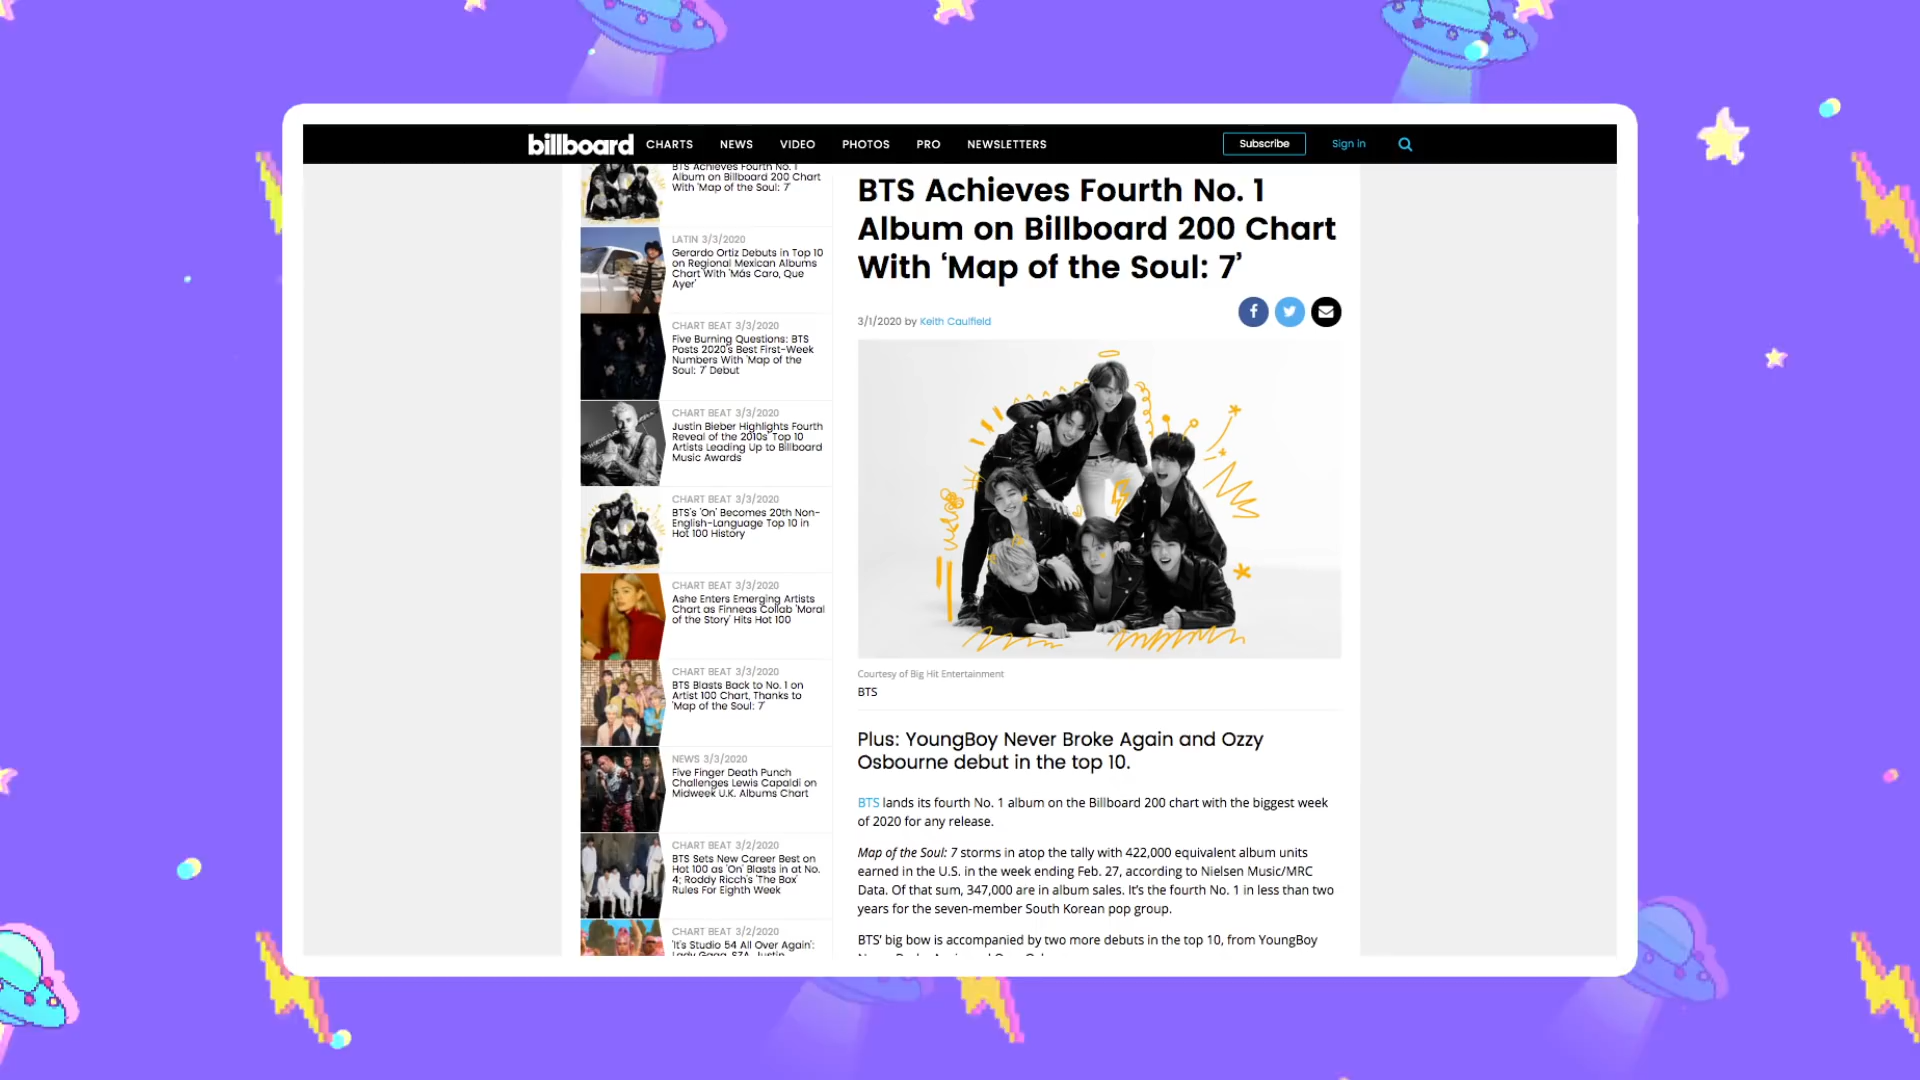 billboard CHARTS NEWS VIDEO PHOTOS PRO NEWSLETTERS Subscribe Sign in
BTS Achieves Fourth No. 1
Album on Billboard 200 Chart
With 'Map of the Soul: 7'
LATIN 3/3/2020
Gerardo Ortiz Debuts in Top 10
on Regional Mexican Albums
Chart With 'Más Caro, Que
Ayer'
CHART BEAT 3/3/2020
Five Burning Questions: BTS
Posts 2020's Best First-Week
Numbers With 'Map of the
Soul: 7' Debut
CHART BEAT 3/3/2020
Justin Bieber Highlights Fourth
Reveal of the 2010s' Top 10
Artists Leading Up to Billboard
Music Awards
CHART BEAT 3/3/2020
BTS's 'On' Becomes 20th Non-
English-Language Top 10 in
Hot 100 History
CHART BEAT 3/3/2020
Ashe Enters Emerging Artists
Chart as Finneas Collab 'Moral
of the Story' Hits Hot 100
CHART BEAT 3/3/2020
BTS Blasts Back to No. 1 on
Artist 100 Chart, Thanks to
'Map of the Soul: 7'
NEWS 3/3/2020
Five Finger Death Punch
Challenges Lewis Capaldi on
Midweek U.K. Albums Chart
CHART BEAT 3/2/2020
BTS Sets New Career Best on
Hot 100 as 'On' Blasts in at No.
4; Roddy Ricch's 'The Box'
Rules For Eighth Week
CHART BEAT 3/2/2020
'It's Studio 54 All Over Again':
Lady Gaga, SZA, Justin
BTS Achieves Fourth No. 1
Album on Billboard 200 Chart
With ‘Map of the Soul: 7’
3/1/2020 by Keith Caulfield
Courtesy of Big Hit Entertainment
BTS
Plus: YoungBoy Never Broke Again and Ozzy
Osbourne debut in the top 10.
BTS lands its fourth No. 1 album on the Billboard 200 chart with the biggest week
of 2020 for any release.
Map of the Soul: 7 storms in atop the tally with 422,000 equivalent album units
earned in the U.S. in the week ending Feb. 27, according to Nielsen Music/MRC
Data. Of that sum, 347,000 are in album sales. It's the fourth No. 1 in less than two
years for the seven-member South Korean pop group.
BTS' big bow is accompanied by two more debuts in the top 10, from YoungBoy